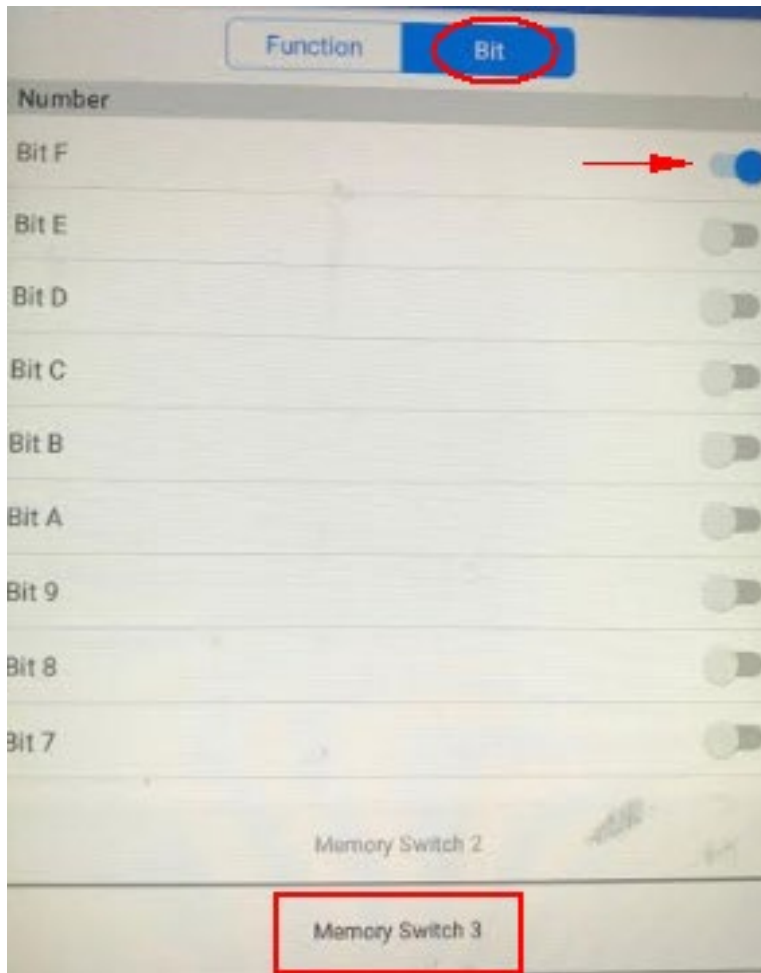 Function Bit
Number
Bit F
Bit E
Bit D
Bit C
Bit B
Bit A
Bit 9
Bit 8
Bit 7
Memory Switch 2
Memory Switch 3